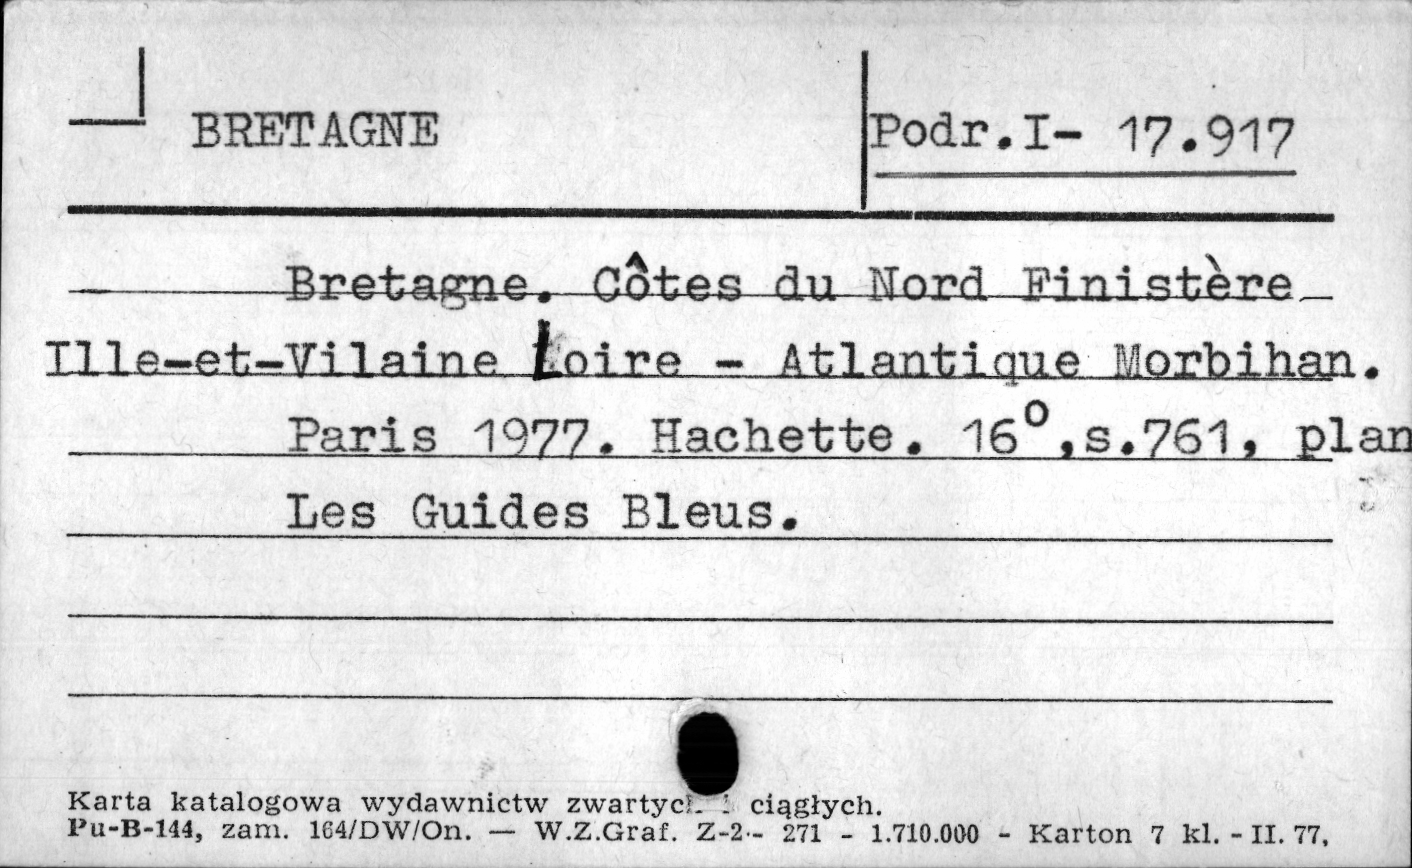 BRETAGNE
Podr.I- 17.917
Bretagne. Côtes du Nord Finistère
Ille-et-Vilaine Loire - Atlantique Morbihan.
Paris 1977. Hachette. 16°,s.761, plan
Les Guides Bleus.
Karta katalogowa wydawnictw zwartych i ciągłych.
Pu-B-144, zam. 164/DW/On. — W.Z.Graf. Z-2 - 271 - 1.710.000 - Karton 7 kl. - II. 77,